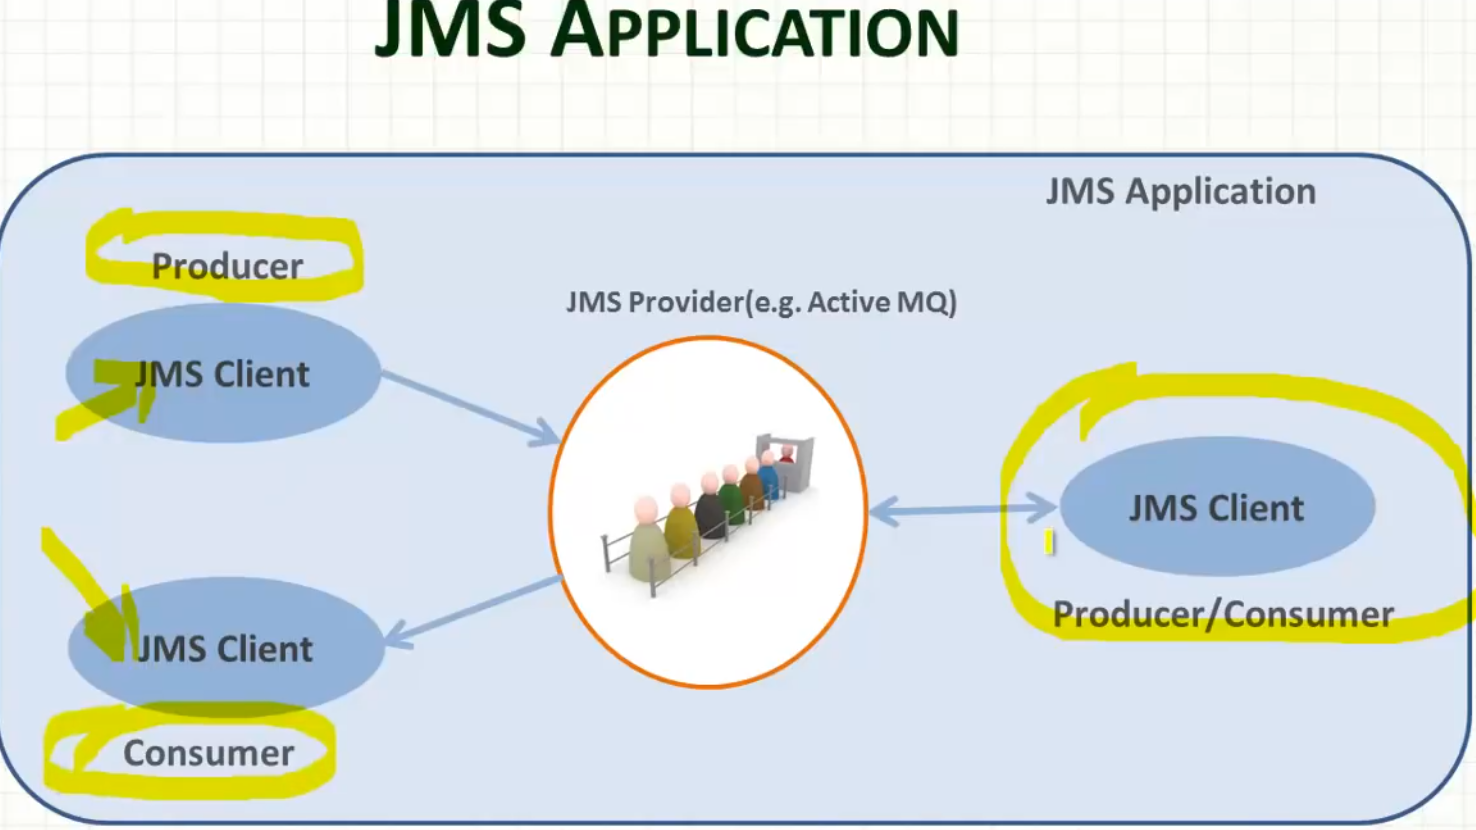 JMS APPLICATION
JMS Application
Producer
JMS Client
JMS Provider(e.g. Active MQ)
JMS Client
Producer/Consumer
JMS Client
Consumer